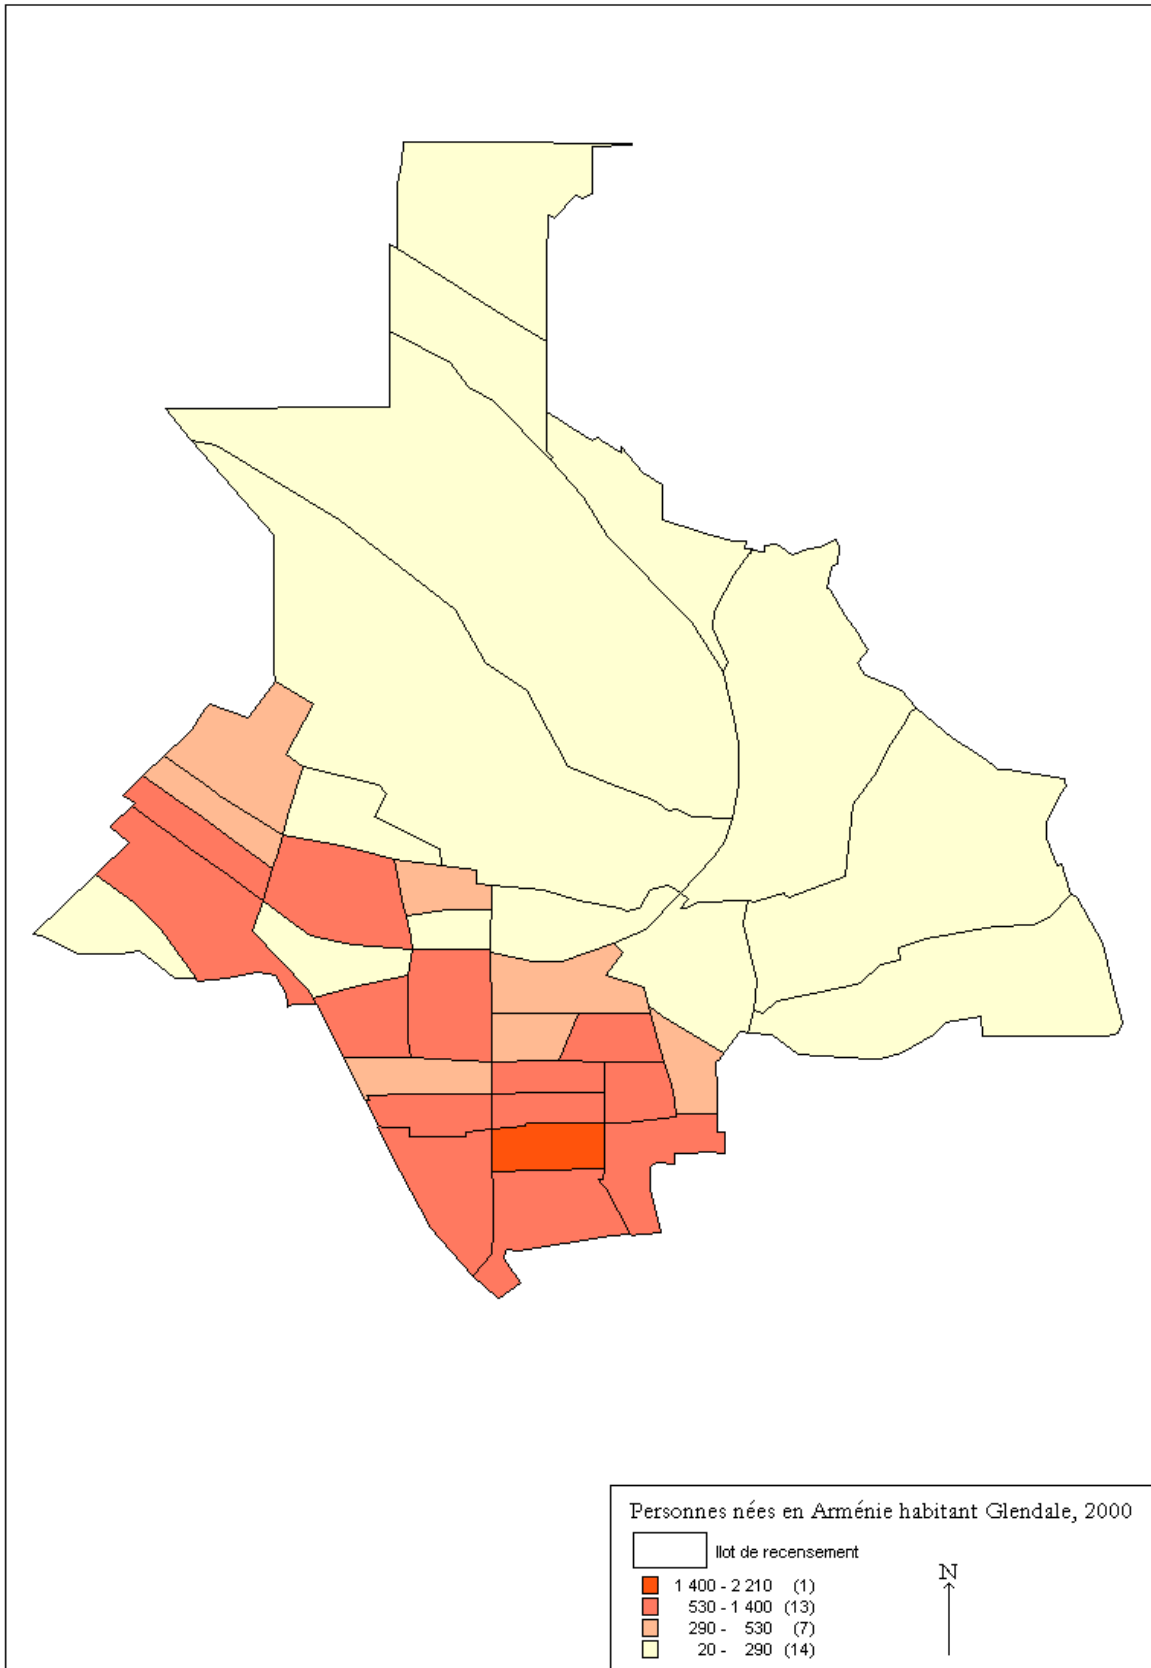 Personnes nées en Arménie habitant Glendale, 2000
Ilot de recensement
N
1 400 - 2 210 (1)
530 - 1 400 (13)
290 - 530 (7)
20 - 290 (14)